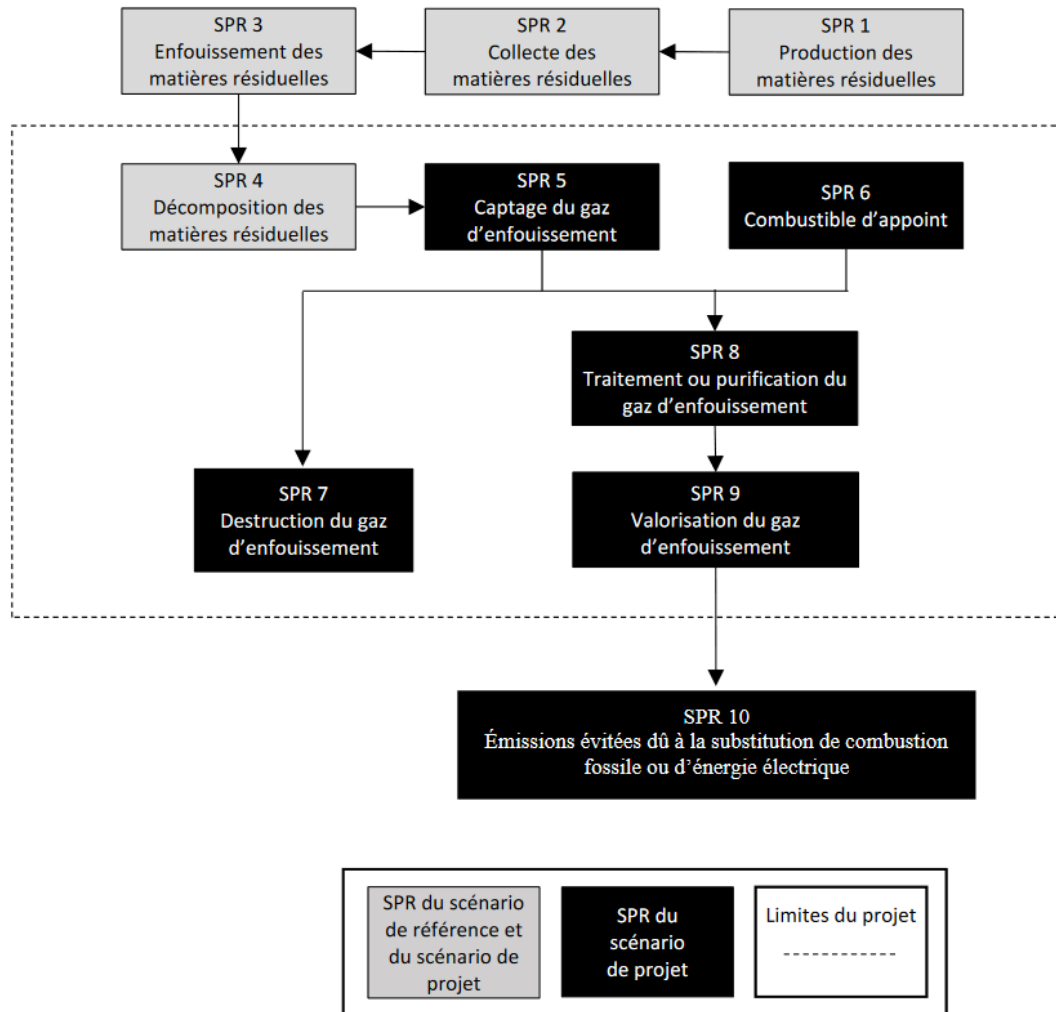 SPR 3
Enfouissement des
matières résiduelles
SPR 2
Collecte des
matières résiduelles
SPR 1
Production des
matières résiduelles
SPR 4
Décomposition des
matières résiduelles
SPR 5
Captage du gaz
d'enfouissement
SPR 6
Combustible d'appoint
SPR 8
Traitement ou purification du
gaz d'enfouissement
SPR 7
Destruction du gaz
d'enfouissement
SPR 9
Valorisation du gaz
d'enfouissement
SPR 10
Émissions évitées dû à la substitution de combustion
fossile ou d'énergie électrique
SPR du scénario
de référence et
du scénario de
projet
SPR du
scénario
de projet
Limites du projet